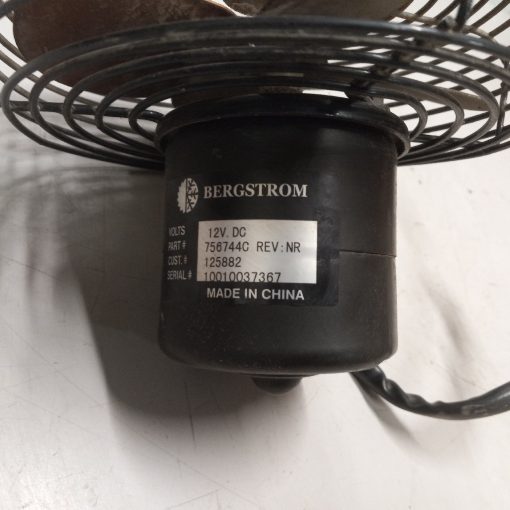 BERGSTROM
VOLTS 12V. DC
PART # 756744C REV:NR
CUST. # 125882
SERIAL # 10010037367
MADE IN CHINA